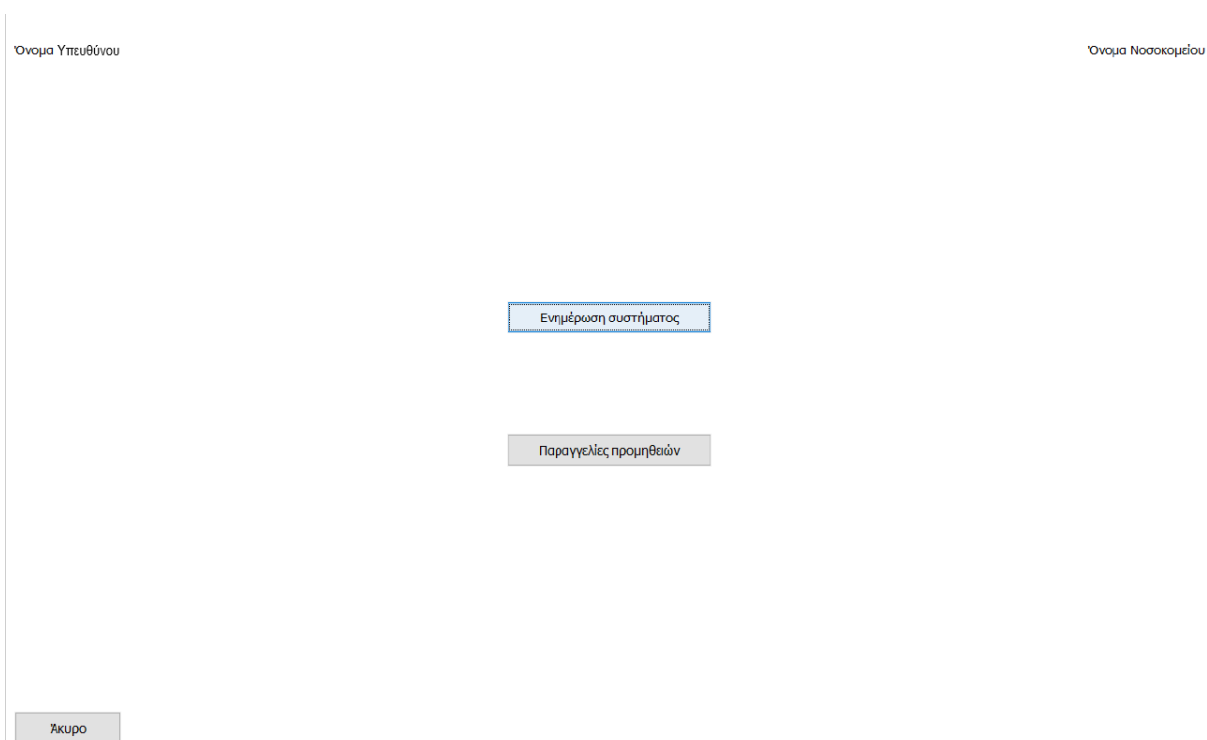 Όνομα Υπευθύνου
Όνομα Νοσοκομείου
Ενημέρωση συστήματος
Παραγγελίες προμηθειών
Άκυρο